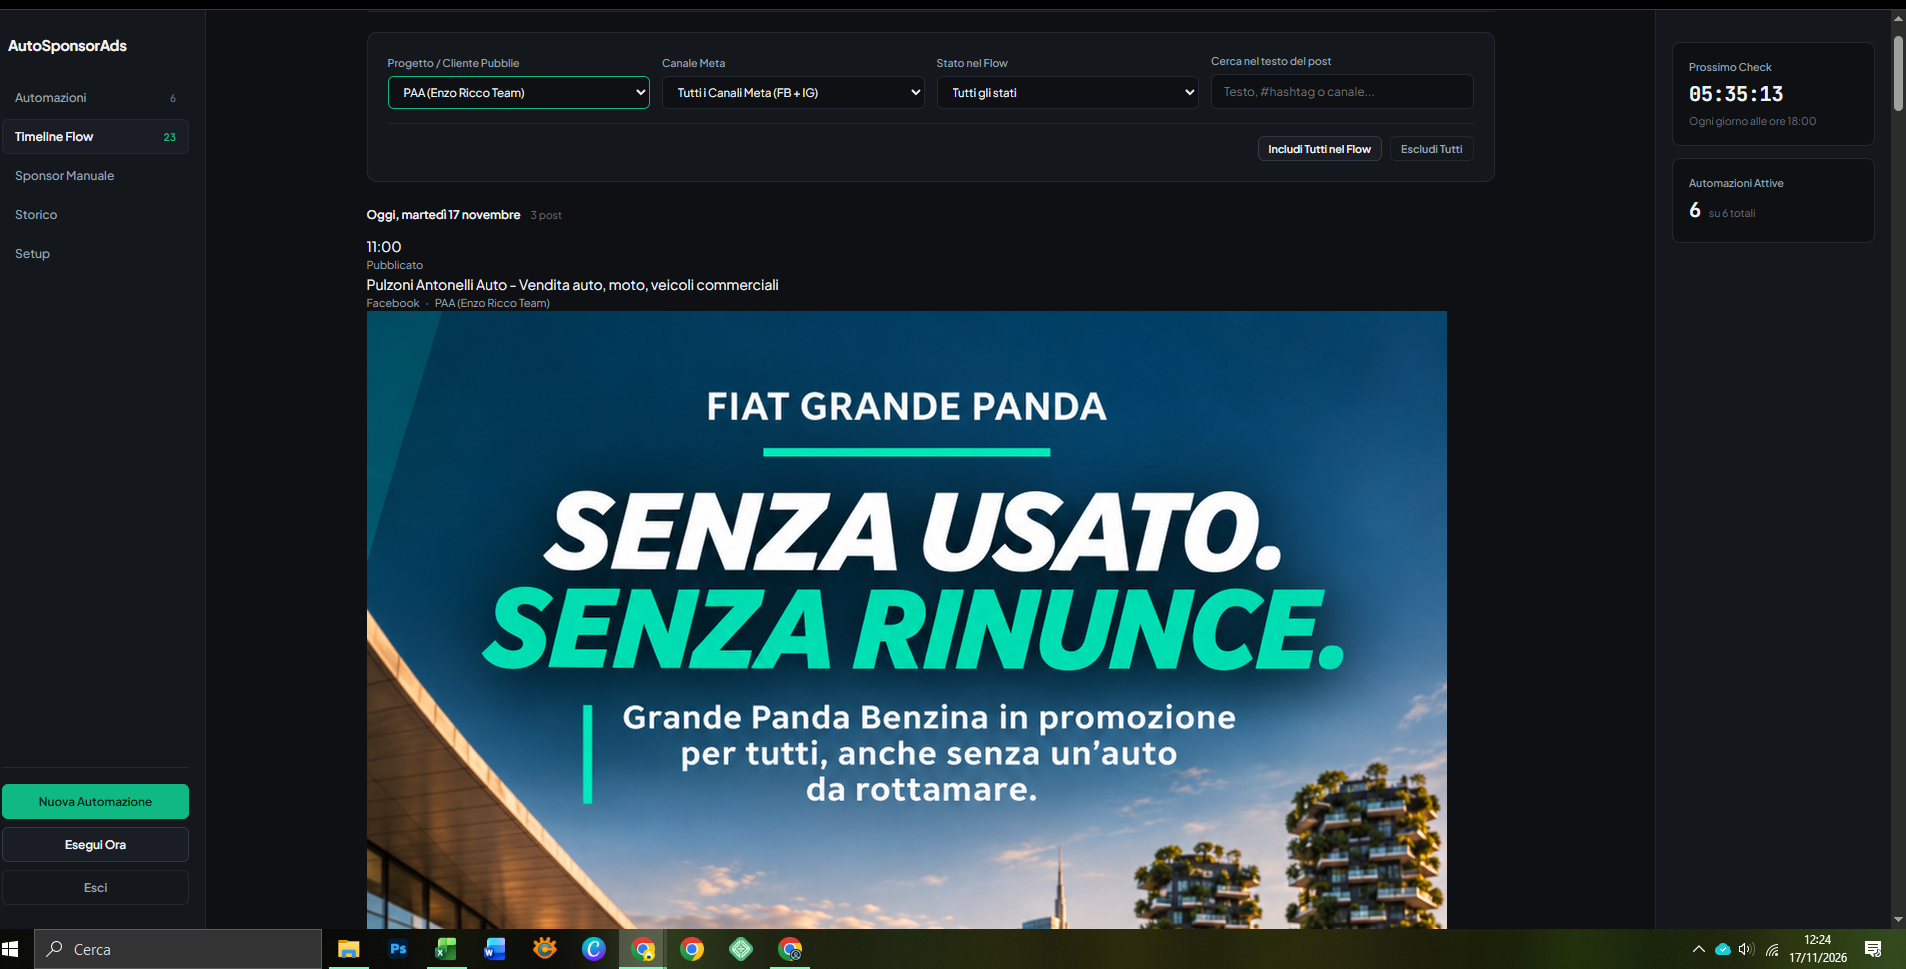 AutoSponsorAds
Automazioni 6
Timeline Flow 23
Sponsor Manuale
Storico
Setup
Nuova Automazione
Esegui Ora
Esci
Progetto / Cliente Pubblie
PAA (Enzo Ricco Team)
Canale Meta
Tutti i Canali Meta (FB + IG)
Stato nel Flow
Tutti gli stati
Cerca nel testo del post
Testo, #hashtag o canale...
Includi Tutti nel Flow
Escludi Tutti
Oggi, martedì 17 novembre 3 post
11:00
Pubblicato
Pulzoni Antonelli Auto - Vendita auto, moto, veicoli commerciali
Facebook · PAA (Enzo Ricco Team)
FIAT GRANDE PANDA
SENZA USATO.
SENZA RINUNCE.
Grande Panda Benzina in promozione
per tutti, anche senza un'auto
da rottamare.
Prossimo Check
05:35:13
Ogni giorno alle ore 18:00
Automazioni Attive
6 su 6 totali
Cerca
Ps
12:24
17/11/2026